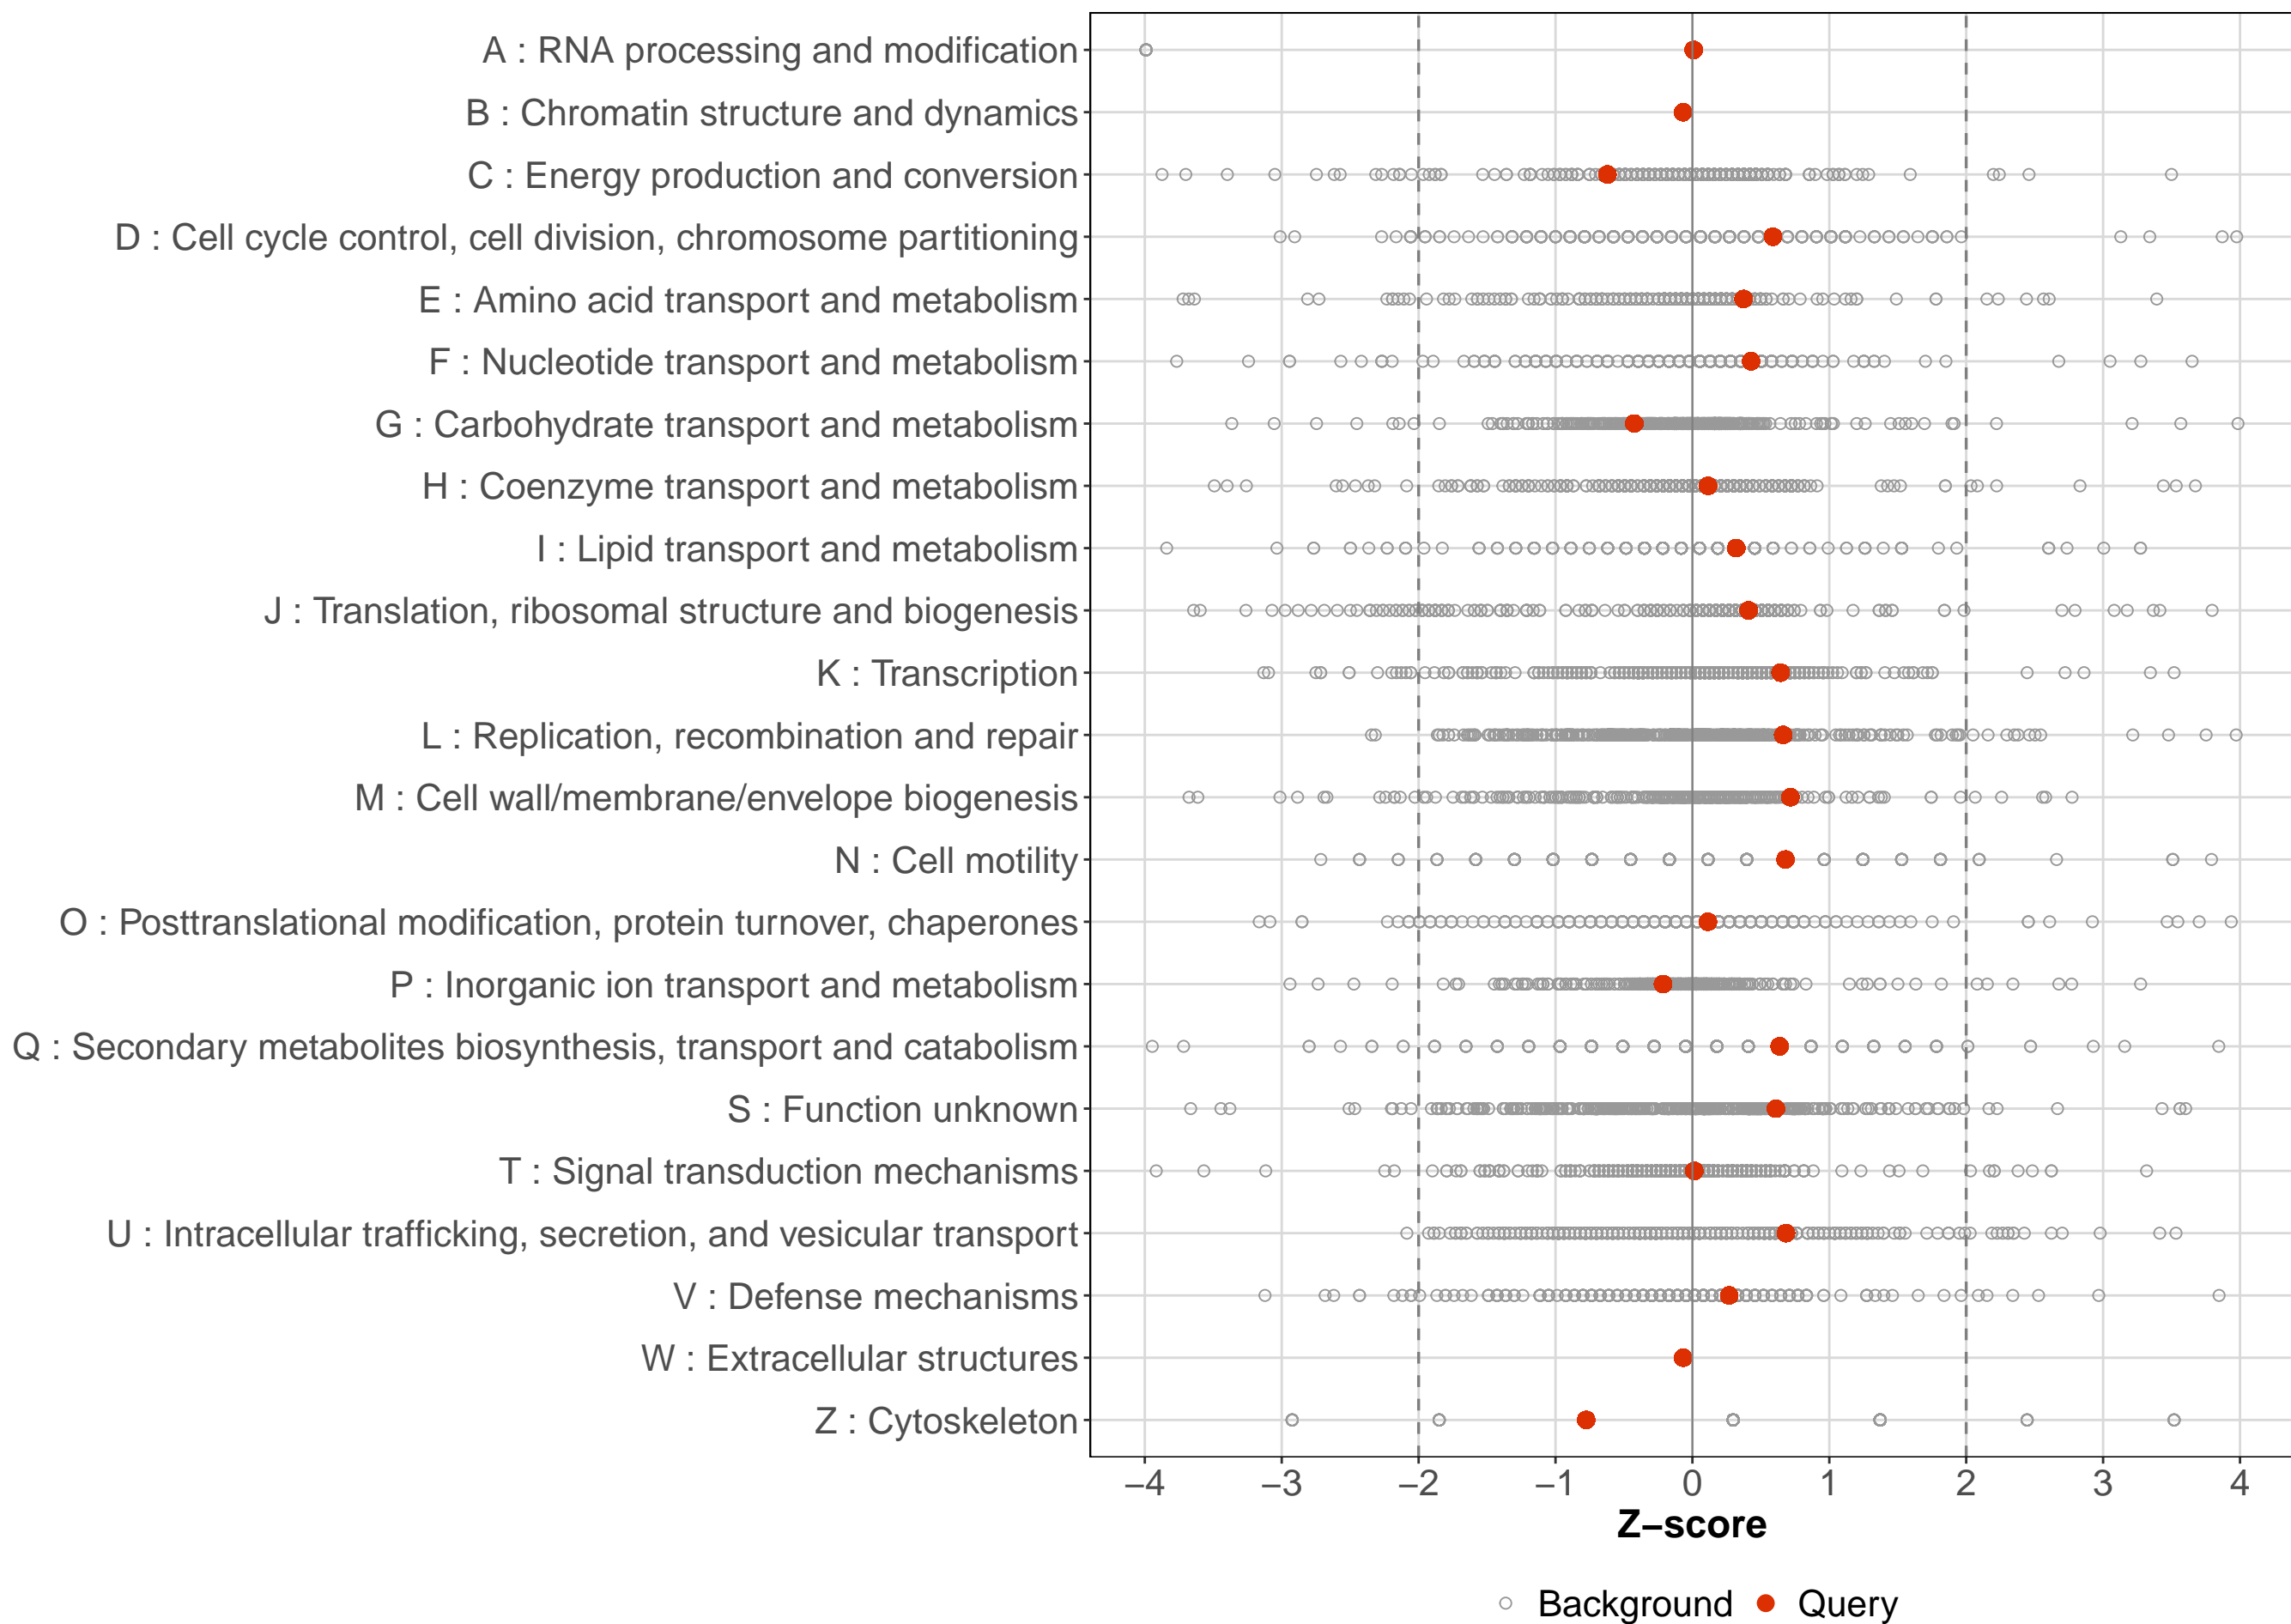 A : RNA processing and modification
B : Chromatin structure and dynamics
C : Energy production and conversion
D : Cell cycle control, cell division, chromosome partitioning
E : Amino acid transport and metabolism
F : Nucleotide transport and metabolism
G : Carbohydrate transport and metabolism
H : Coenzyme transport and metabolism
I : Lipid transport and metabolism
J : Translation, ribosomal structure and biogenesis
K : Transcription
L : Replication, recombination and repair
M : Cell wall/membrane/envelope biogenesis
N : Cell motility
O : Posttranslational modification, protein turnover, chaperones
P : Inorganic ion transport and metabolism
Q : Secondary metabolites biosynthesis, transport and catabolism
S : Function unknown
T : Signal transduction mechanisms
U : Intracellular trafficking, secretion, and vesicular transport
V : Defense mechanisms
W : Extracellular structures
Z : Cytoskeleton
−4 −3 −2 −1 0 1 2 3 4
Z−score
Background Query